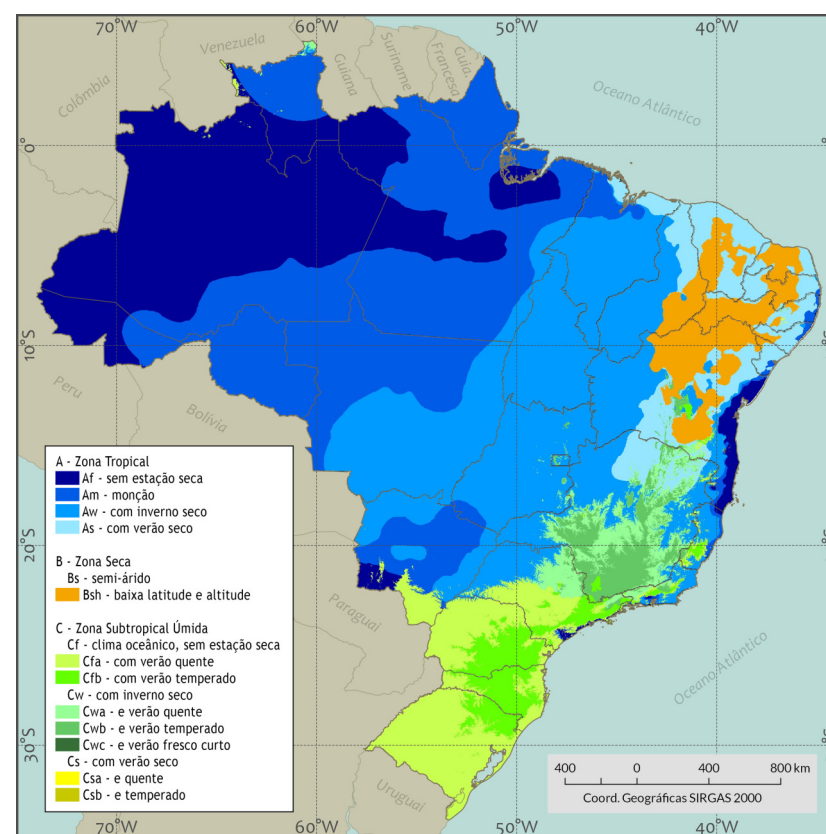 70°W 60°W 50°W 40°W
Venezuela
Colômbia
Guiana
Suriname
Guia.
Francesa
Oceano Atlântico
0°
10°S
Peru
Bolívia
A - Zona Tropical
Af - sem estação seca
Am - monção
Aw - com inverno seco
As - com verão seco
B - Zona Seca
Bs - semi-árido
Bsh - baixa latitude e altitude
C - Zona Subtropical Úmida
Cf - clima oceânico, sem estação seca
Cfa - com verão quente
Cfb - com verão temperado
Cw - com inverno seco
Cwa - e verão quente
Cwb - e verão temperado
Cwc - e verão fresco curto
Cs - com verão seco
Csa - e quente
Csb - e temperado
20°S
Paraguai
Oceano Atlântico
30°S
Uruguai
400 0 400 800 km
Coord. Geográficas SIRGAS 2000
70°W 60°W 50°W 40°W